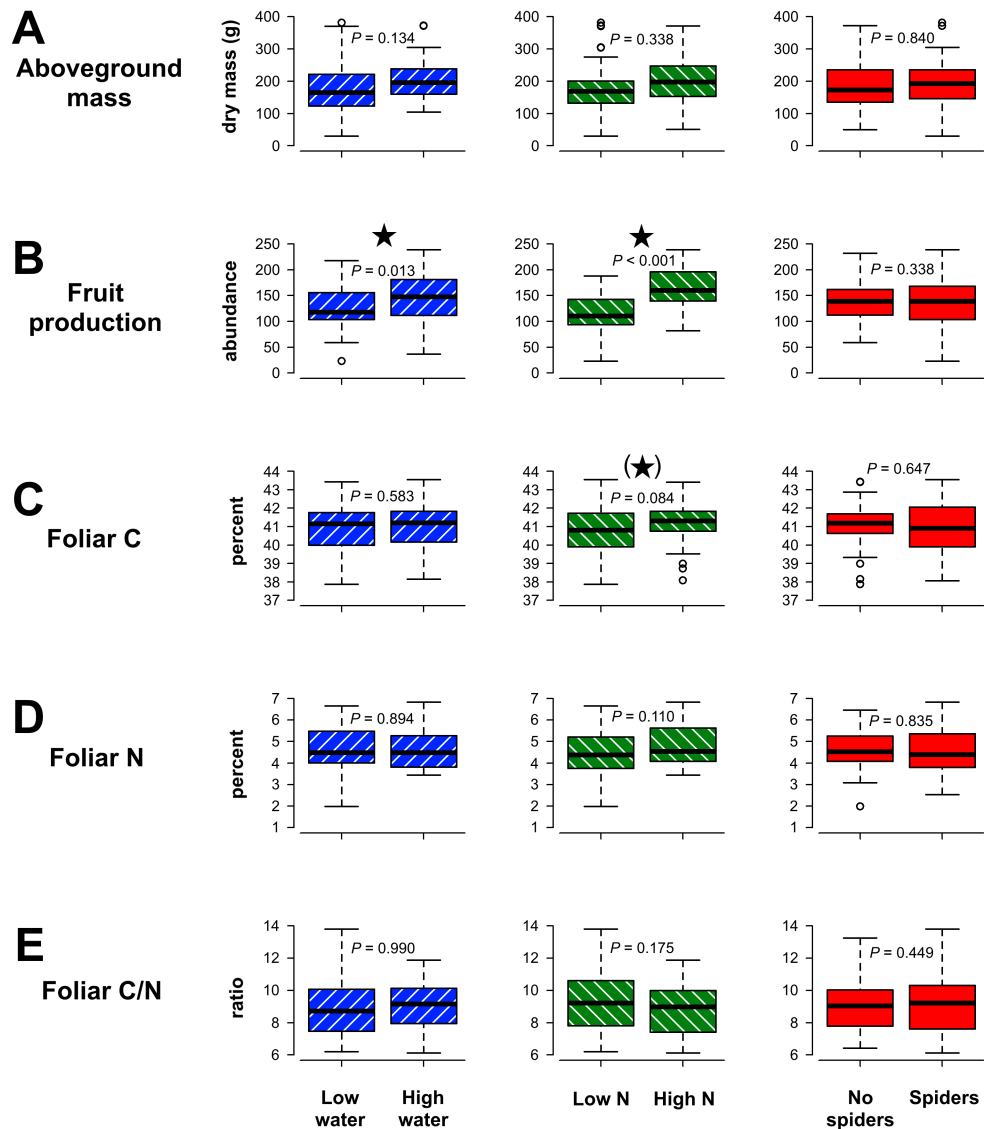 A
Aboveground
mass
dry mass (g)
400
300
200
100
0
P = 0.134
400
300
200
100
0
P = 0.338
400
300
200
100
0
P = 0.840
B
Fruit
production
abundance
250
200
150
100
50
0
P = 0.013
250
200
150
100
50
0
P < 0.001
250
200
150
100
50
0
P = 0.338
C
Foliar C
percent
44
43
42
41
40
39
38
37
P = 0.583
44
43
42
41
40
39
38
37
(★)
P = 0.084
44
43
42
41
40
39
38
37
P = 0.647
D
Foliar N
percent
7
6
5
4
3
2
1
P = 0.894
7
6
5
4
3
2
1
P = 0.110
7
6
5
4
3
2
1
P = 0.835
E
Foliar C/N
ratio
14
12
10
8
6
P = 0.990
14
12
10
8
6
P = 0.175
14
12
10
8
6
P = 0.449
Low
water
High
water
Low N
High N
No
spiders
Spiders